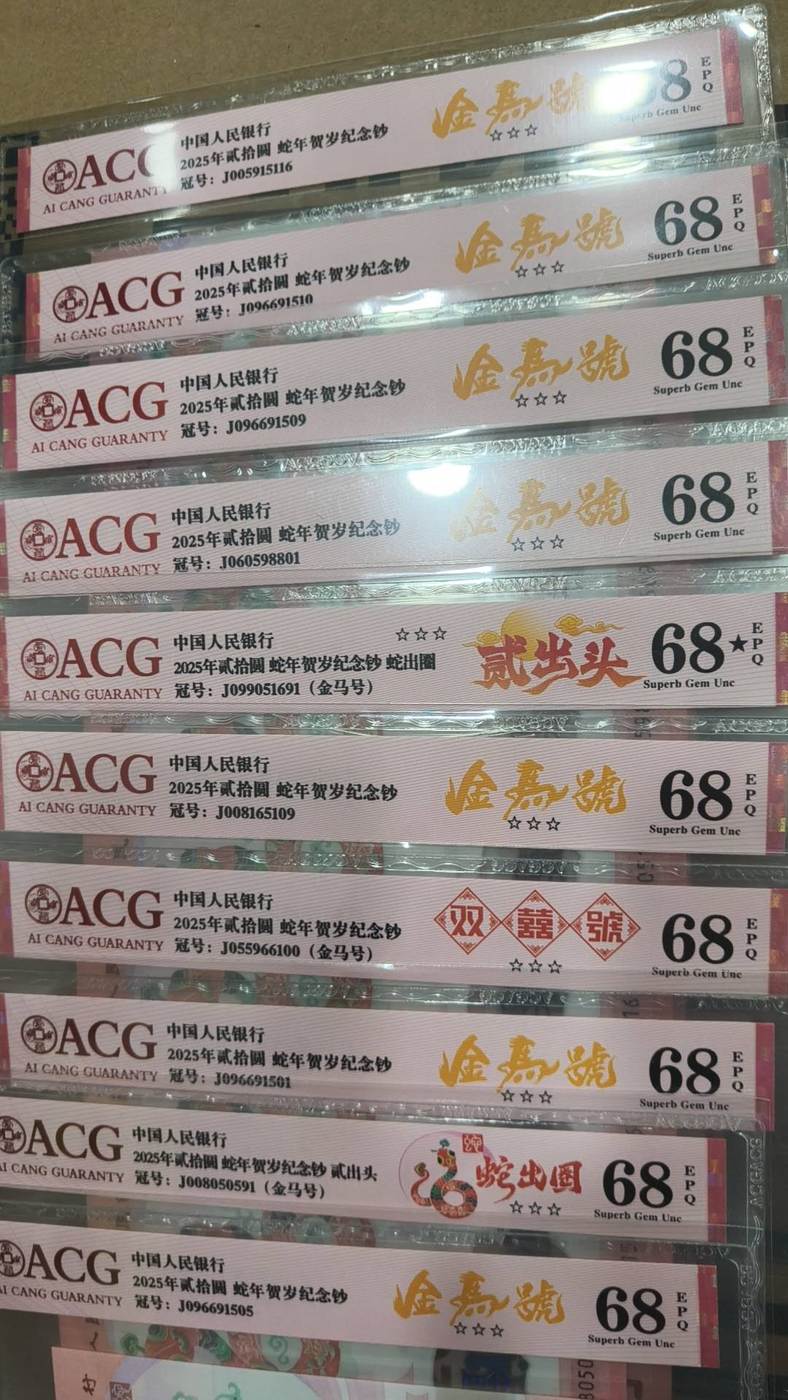 ACG
AI CANG GUARANTY
中国人民银行
2025年贰拾圆 蛇年贺岁纪念钞
冠号：J005915116
金馬號
☆☆☆
68
EPQ
Superb Gem Unc
ACG
AI CANG GUARANTY
中国人民银行
2025年贰拾圆 蛇年贺岁纪念钞
冠号：J096691510
金馬號
☆☆☆
68
EPQ
Superb Gem Unc
ACG
AI CANG GUARANTY
中国人民银行
2025年贰拾圆 蛇年贺岁纪念钞
冠号：J096691509
金馬號
☆☆☆
68
EPQ
Superb Gem Unc
ACG
AI CANG GUARANTY
中国人民银行
2025年贰拾圆 蛇年贺岁纪念钞
冠号：J060598801
金馬號
☆☆☆
68
EPQ
Superb Gem Unc
ACG
AI CANG GUARANTY
中国人民银行
2025年贰拾圆 蛇年贺岁纪念钞 蛇出圈
冠号：J099051691（金马号）
☆☆☆
贰出头
68★
EPQ
Superb Gem Unc
ACG
AI CANG GUARANTY
中国人民银行
2025年贰拾圆 蛇年贺岁纪念钞
冠号：J008165109
金馬號
☆☆☆
68
EPQ
Superb Gem Unc
ACG
AI CANG GUARANTY
中国人民银行
2025年贰拾圆 蛇年贺岁纪念钞
冠号：J055966100（金马号）
双囍號
☆☆☆
68
EPQ
Superb Gem Unc
ACG
AI CANG GUARANTY
中国人民银行
2025年贰拾圆 蛇年贺岁纪念钞
冠号：J096691501
金馬號
☆☆☆
68
EPQ
Superb Gem Unc
ACG
AI CANG GUARANTY
中国人民银行
2025年贰拾圆 蛇年贺岁纪念钞 贰出头
冠号：J008050591（金马号）
蛇出圈
☆☆☆
68
EPQ
Superb Gem Unc
ACG
AI CANG GUARANTY
中国人民银行
2025年贰拾圆 蛇年贺岁纪念钞
冠号：J096691505
金馬號
☆☆☆
68
EPQ
Superb Gem Unc